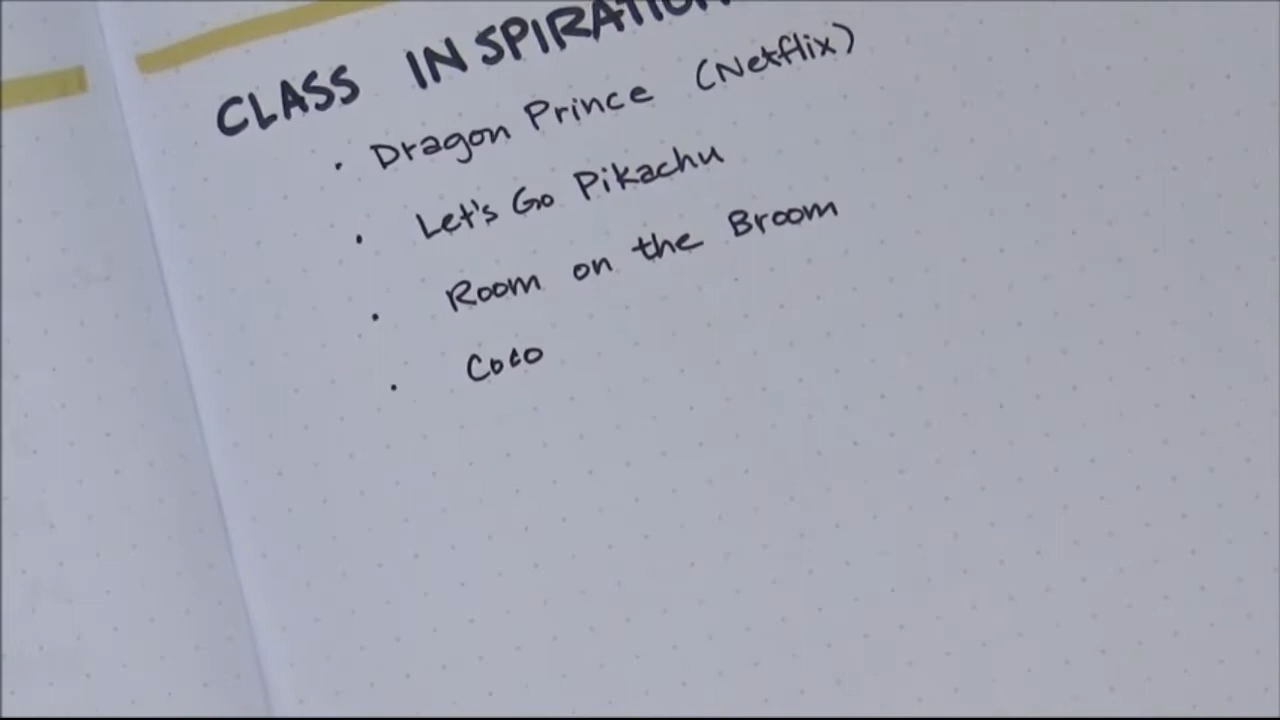 CLASS INSPIRATION
· Dragon Prince (Netflix)
· Let's Go Pikachu
· Room on the Broom
· Coco